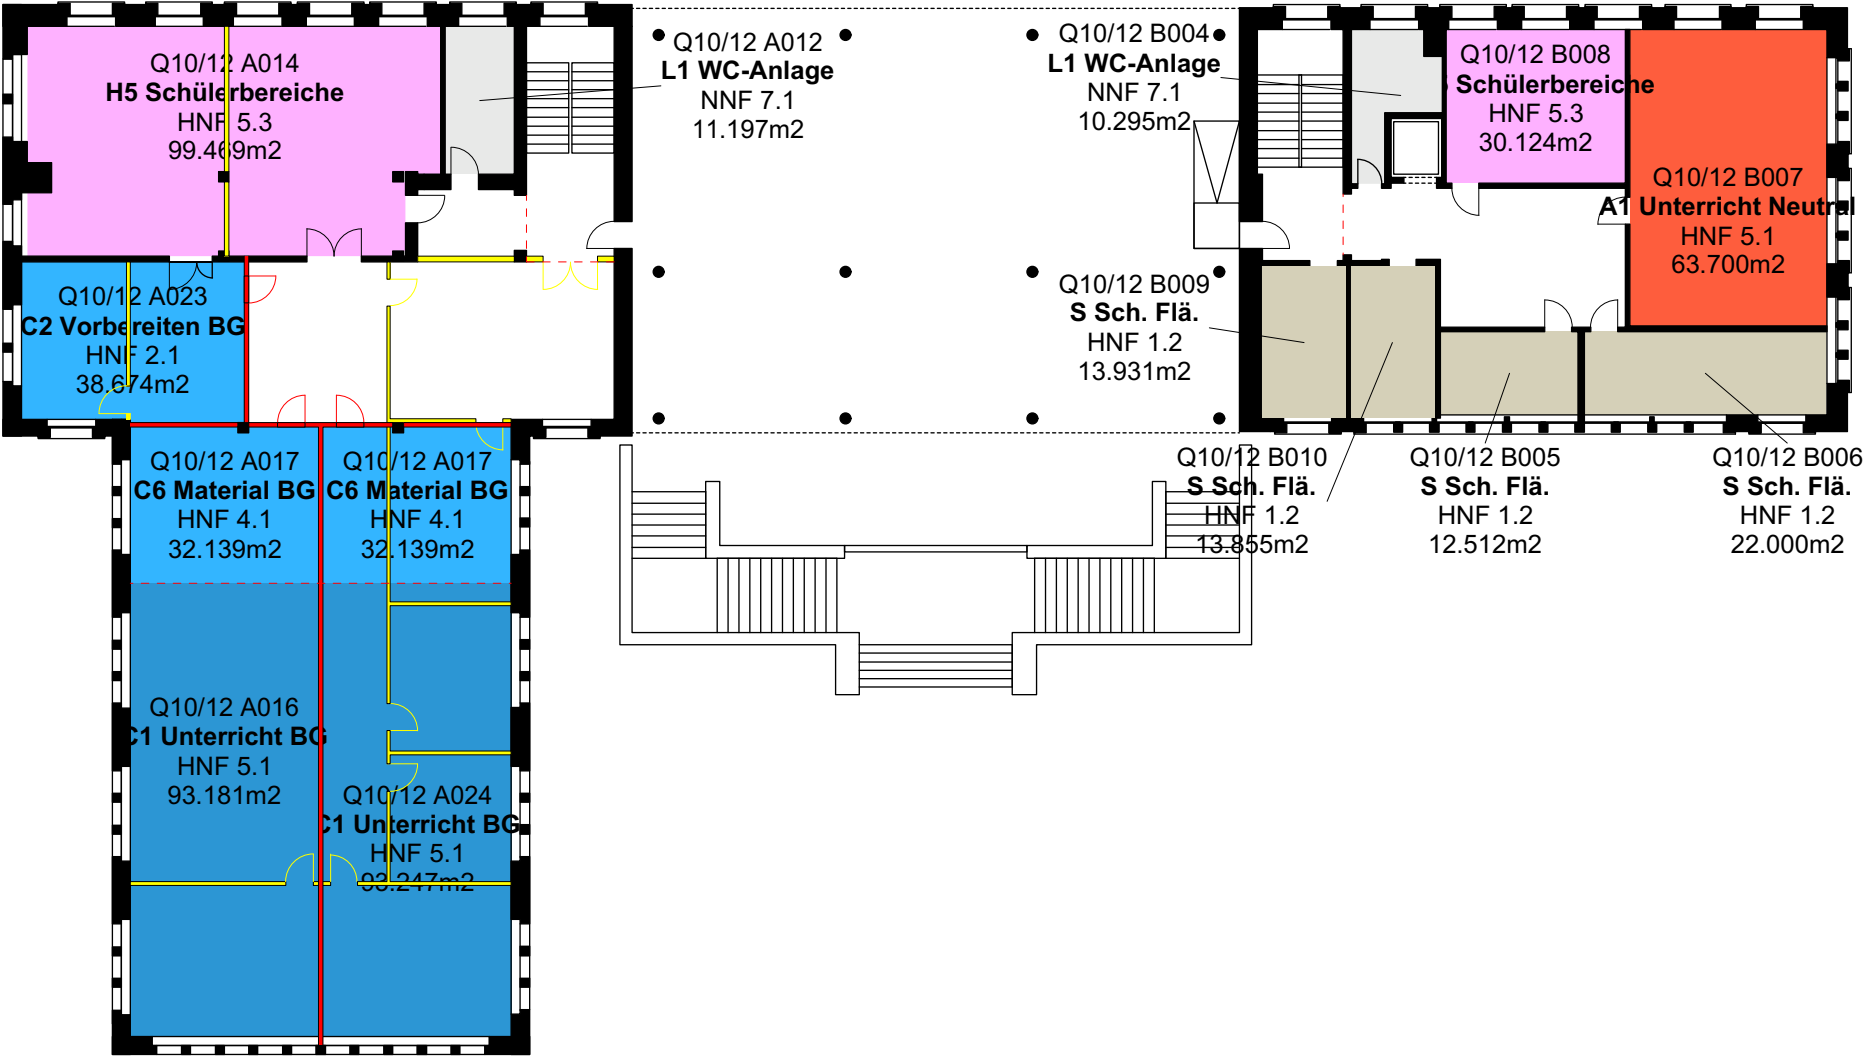 Q10/12 A014
H5 Schülerbereiche
HNF 5.3
99.469m2
Q10/12 A012
L1 WC-Anlage
NNF 7.1
11.197m2
Q10/12 B004
L1 WC-Anlage
NNF 7.1
10.295m2
Q10/12 B008
Schülerbereiche
HNF 5.3
30.124m2
Q10/12 B007
A1 Unterricht Neutral
HNF 5.1
63.700m2
Q10/12 A023
C2 Vorbereiten BG
HNF 2.1
38.674m2
Q10/12 B009
S Sch. Flä.
HNF 1.2
13.931m2
Q10/12 A017
C6 Material BG
HNF 4.1
32.139m2
Q10/12 A017
C6 Material BG
HNF 4.1
32.139m2
Q10/12 B010
S Sch. Flä.
HNF 1.2
13.855m2
Q10/12 B005
S Sch. Flä.
HNF 1.2
12.512m2
Q10/12 B006
S Sch. Flä.
HNF 1.2
22.000m2
Q10/12 A016
C1 Unterricht BG
HNF 5.1
93.181m2
Q10/12 A024
C1 Unterricht BG
HNF 5.1
93.247m2